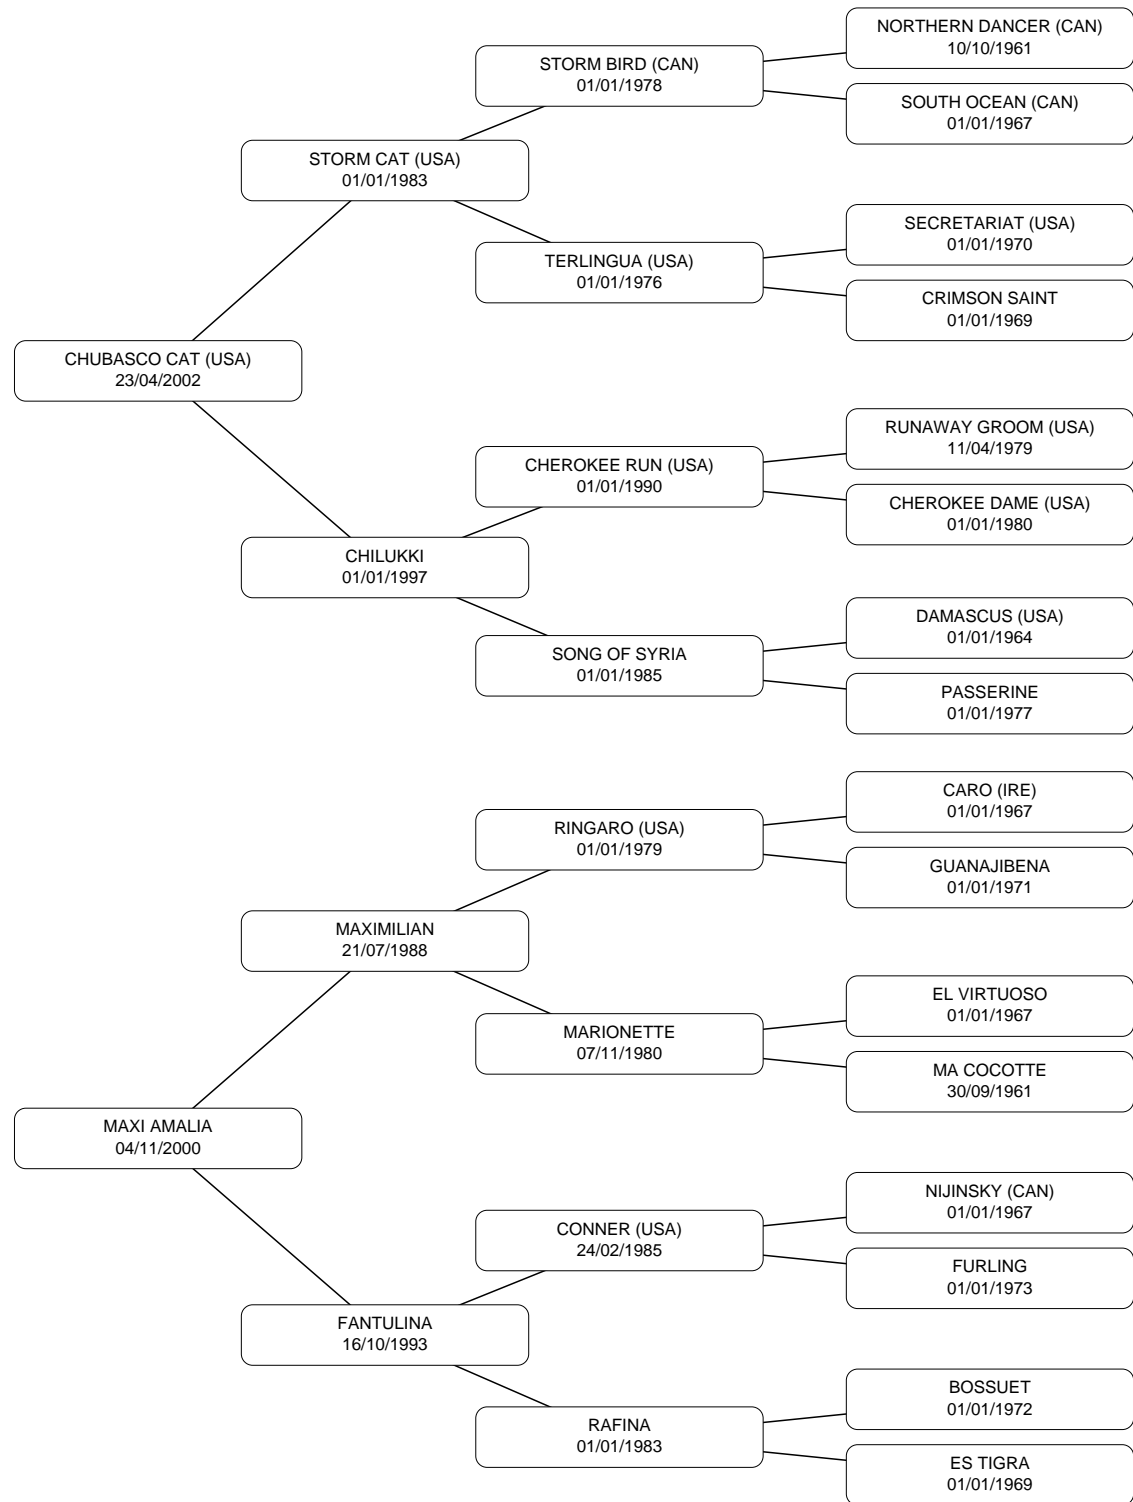 NORTHERN DANCER (CAN)
10/10/1961
STORM BIRD (CAN)
01/01/1978
SOUTH OCEAN (CAN)
01/01/1967
STORM CAT (USA)
01/01/1983
SECRETARIAT (USA)
01/01/1970
TERLINGUA (USA)
01/01/1976
CRIMSON SAINT
01/01/1969
CHUBASCO CAT (USA)
23/04/2002
RUNAWAY GROOM (USA)
11/04/1979
CHEROKEE RUN (USA)
01/01/1990
CHEROKEE DAME (USA)
01/01/1980
CHILUKKI
01/01/1997
DAMASCUS (USA)
01/01/1964
SONG OF SYRIA
01/01/1985
PASSERINE
01/01/1977
CARO (IRE)
01/01/1967
RINGARO (USA)
01/01/1979
GUANAJIBENA
01/01/1971
MAXIMILIAN
21/07/1988
EL VIRTUOSO
01/01/1967
MARIONETTE
07/11/1980
MA COCOTTE
30/09/1961
MAXI AMALIA
04/11/2000
NIJINSKY (CAN)
01/01/1967
CONNER (USA)
24/02/1985
FURLING
01/01/1973
FANTULINA
16/10/1993
BOSSUET
01/01/1972
RAFINA
01/01/1983
ES TIGRA
01/01/1969